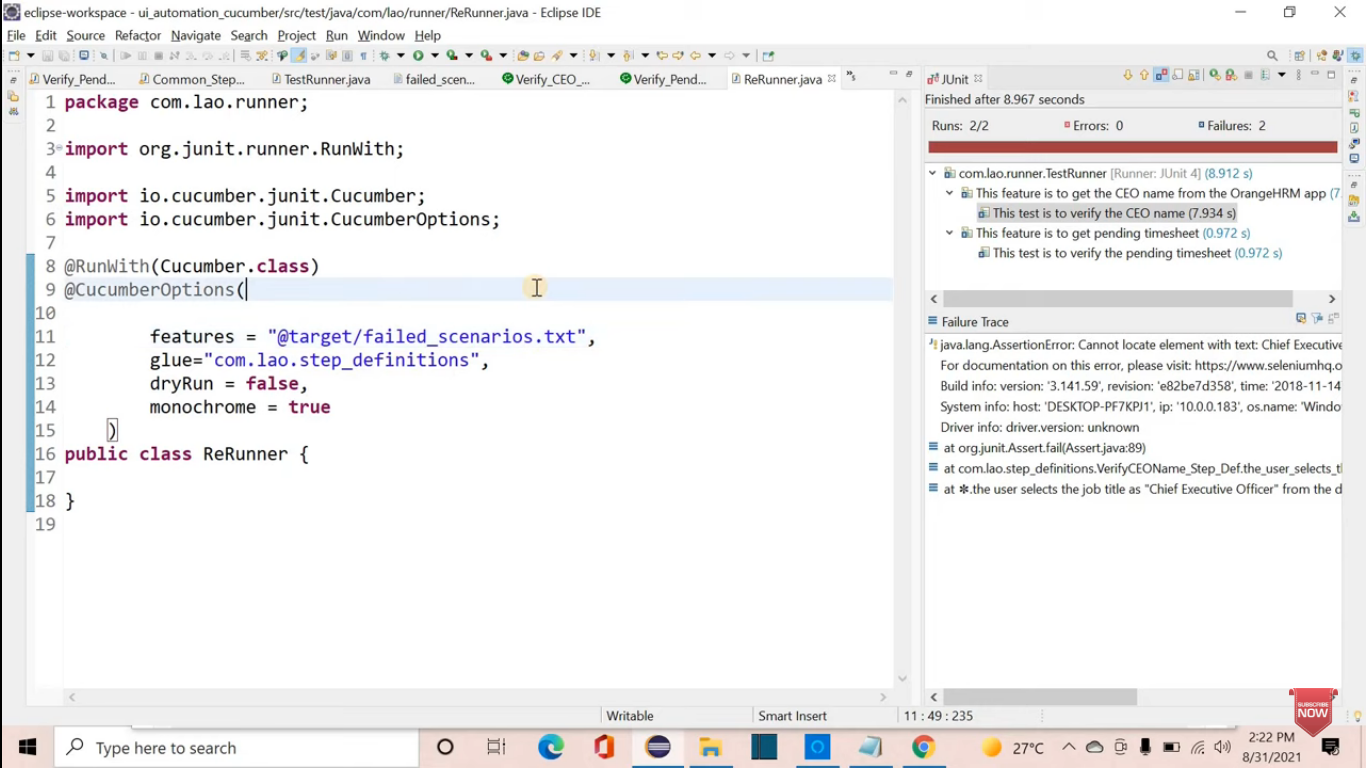 eclipse-workspace - ui_automation_cucumber/src/test/java/com/lao/runner/ReRunner.java - Eclipse IDE
File Edit Source Refactor Navigate Search Project Run Window Help
Verify_Pend... Common_Step... TestRunner.java failed_scen... Verify_CEO_... Verify_Pend... ReRunner.java
1 package com.lao.runner;
2
3 import org.junit.runner.RunWith;
4
5 import io.cucumber.junit.Cucumber;
6 import io.cucumber.junit.CucumberOptions;
7
8 @RunWith(Cucumber.class)
9 @CucumberOptions(
10
11 features = "@target/failed_scenarios.txt",
12 glue="com.lao.step_definitions",
13 dryRun = false,
14 monochrome = true
15 )
16 public class ReRunner {
17
18 }
19
JUnit
Finished after 8.967 seconds
Runs: 2/2 Errors: 0 Failures: 2
com.lao.runner.TestRunner [Runner: JUnit 4] (8.912 s)
This feature is to get the CEO name from the OrangeHRM app (7.
This test is to verify the CEO name (7.934 s)
This feature is to get pending timesheet (0.972 s)
This test is to verify the pending timesheet (0.972 s)
Failure Trace
java.lang.AssertionError: Cannot locate element with text: Chief Executive
For documentation on this error, please visit: https://www.seleniumhq.o
Build info: version: '3.141.59', revision: 'e82be7d358', time: '2018-11-14
System info: host: 'DESKTOP-PF7KPJ1', ip: '10.0.0.183', os.name: 'Windo
Driver info: driver.version: unknown
at org.junit.Assert.fail(Assert.java:89)
at com.lao.step_definitions.VerifyCEOName_Step_Def.the_user_selects_t
at ✽.the user selects the job title as "Chief Executive Officer" from the d
Writable Smart Insert 11 : 49 : 235
SUBSCRIBE
NOW
Type here to search
27°C
2:22 PM
8/31/2021